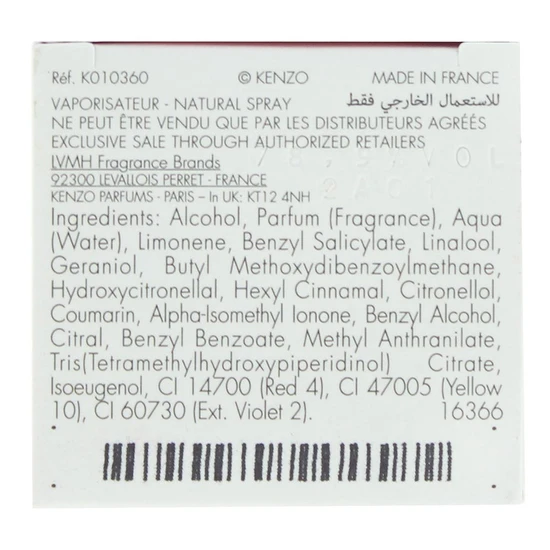 Réf. K010360 © KENZO MADE IN FRANCE
VAPORISATEUR - NATURAL SPRAY للاستعمال الخارجي فقط
NE PEUT ÊTRE VENDU QUE PAR LES DISTRIBUTEURS AGRÉÉS
EXCLUSIVE SALE THROUGH AUTHORIZED RETAILERS
LVMH Fragrance Brands
92300 LEVALLOIS PERRET - FRANCE
KENZO PARFUMS - PARIS – In UK: KT12 4NH
Ingredients: Alcohol, Parfum (Fragrance), Aqua
(Water), Limonene, Benzyl Salicylate, Linalool,
Geraniol, Butyl Methoxydibenzoylmethane,
Hydroxycitronellal, Hexyl Cinnamal, Citronellol,
Coumarin, Alpha-Isomethyl Ionone, Benzyl Alcohol,
Citral, Benzyl Benzoate, Methyl Anthranilate,
Tris(Tetramethylhydroxypiperidinol) Citrate,
Isoeugenol, CI 14700 (Red 4), CI 47005 (Yellow
10), CI 60730 (Ext. Violet 2). 16366